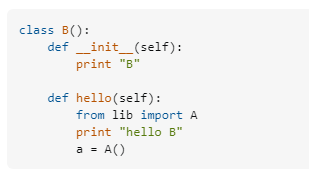 class B():
    def __init__(self):
        print "B"

    def hello(self):
        from lib import A
        print "hello B"
        a = A()